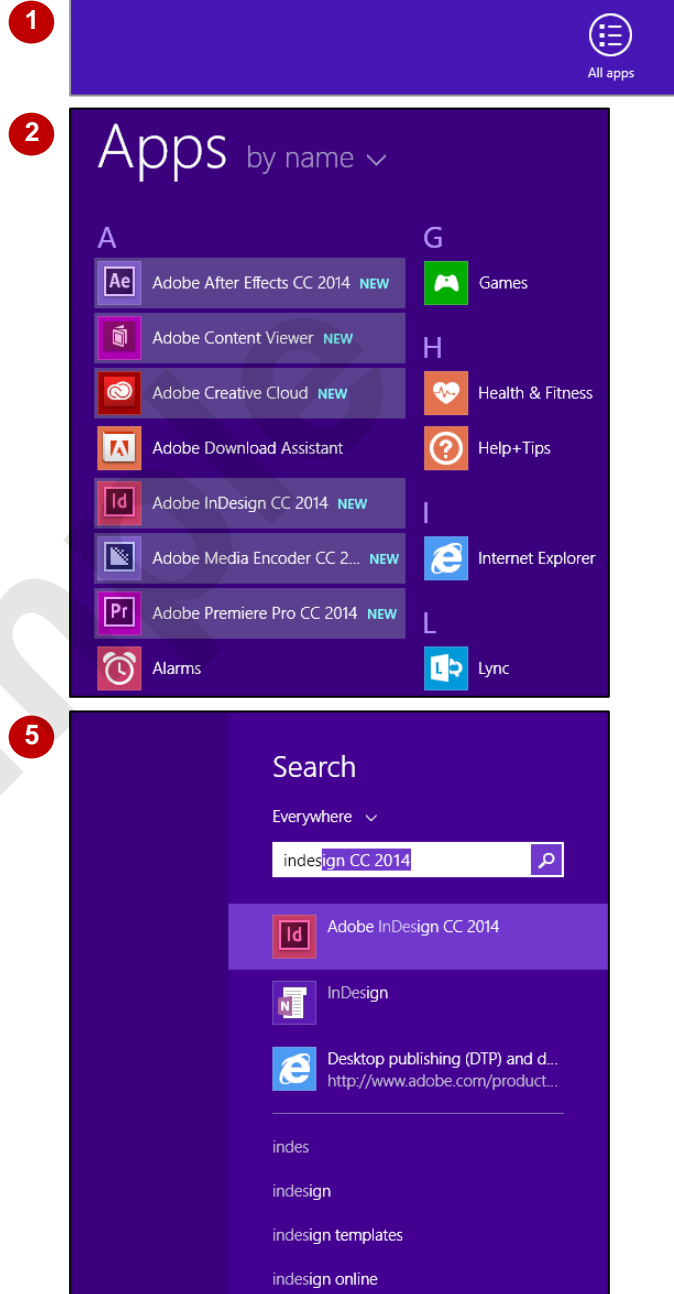 1
All apps
2
Apps by name
A
Ae Adobe After Effects CC 2014 NEW
Adobe Content Viewer NEW
Adobe Creative Cloud NEW
Adobe Download Assistant
Id Adobe InDesign CC 2014 NEW
Adobe Media Encoder CC 2... NEW
Pr Adobe Premiere Pro CC 2014 NEW
Alarms
G
Games
H
Health & Fitness
Help+Tips
I
Internet Explorer
L
Lync
5
Search
Everywhere
indesign CC 2014
Id Adobe InDesign CC 2014
N InDesign
Desktop publishing (DTP) and d...
http://www.adobe.com/product...
indes
indesign
indesign templates
indesign online